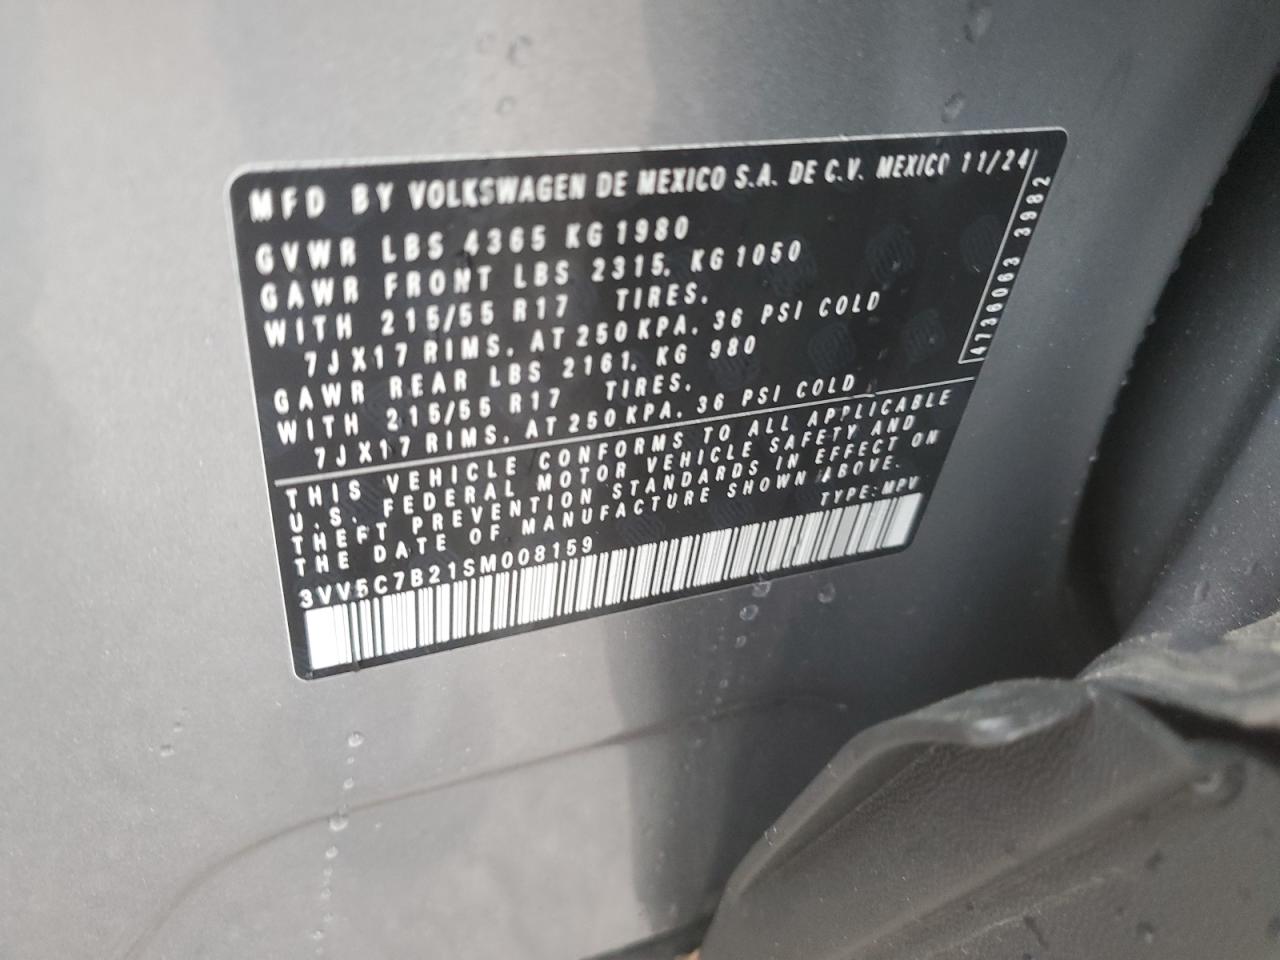 MFD BY VOLKSWAGEN DE MEXICO S.A. DE C.V. MEXICO 11/24
GVWR LBS 4365 KG 1980
GAWR FRONT LBS 2315, KG 1050
WITH 215/55 R17 TIRES,
7JX17 RIMS, AT 250 KPA, 36 PSI COLD
GAWR REAR LBS 2161, KG 980
WITH 215/55 R17 TIRES,
7JX17 RIMS, AT 250 KPA, 36 PSI COLD
4736063 3982
THIS VEHICLE CONFORMS TO ALL APPLICABLE
U.S. FEDERAL MOTOR VEHICLE SAFETY AND
THEFT PREVENTION STANDARDS IN EFFECT ON
THE DATE OF MANUFACTURE SHOWN ABOVE.
TYPE: MPV
3VV5C7B21SM008159